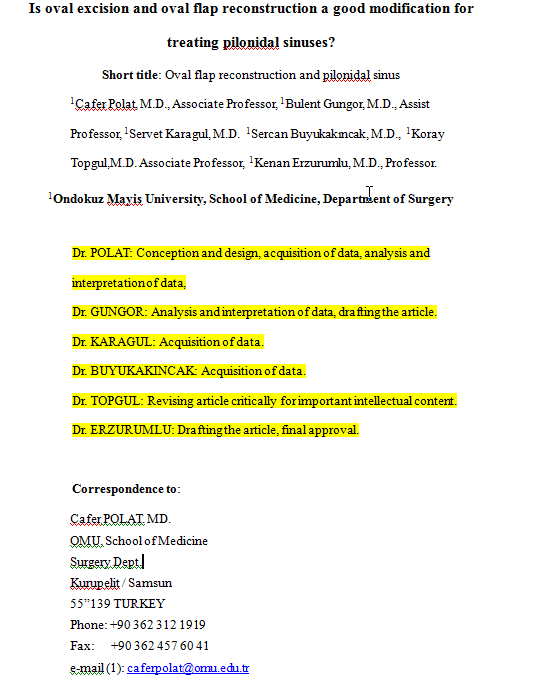 Is oval excision and oval flap reconstruction a good modification for
treating pilonidal sinuses?
Short title: Oval flap reconstruction and pilonidal sinus
¹Cafer Polat, M.D., Associate Professor, ¹Bulent Gungor, M.D., Assist
Professor, ¹Servet Karagul, M.D. ¹Sercan Buyukakıncak, M.D., ¹Koray
Topgul,M.D. Associate Professor, ¹Kenan Erzurumlu, M.D., Professor.
¹Ondokuz Mayis University, School of Medicine, Department of Surgery
Dr. POLAT: Conception and design, acquisition of data, analysis and
interpretation of data,
Dr. GUNGOR: Analysis and interpretation of data, drafting the article.
Dr. KARAGUL: Acquisition of data.
Dr. BUYUKAKINCAK: Acquisition of data.
Dr. TOPGUL: Revising article critically for important intellectual content.
Dr. ERZURUMLU: Drafting the article, final approval.
Correspondence to:
Cafer POLAT, MD.
OMU, School of Medicine
Surgery Dept.
Kurupelit / Samsun
55”139 TURKEY
Phone: +90 362 312 1919
Fax: +90 362 457 60 41
e-mail (1): caferpolat@omu.edu.tr